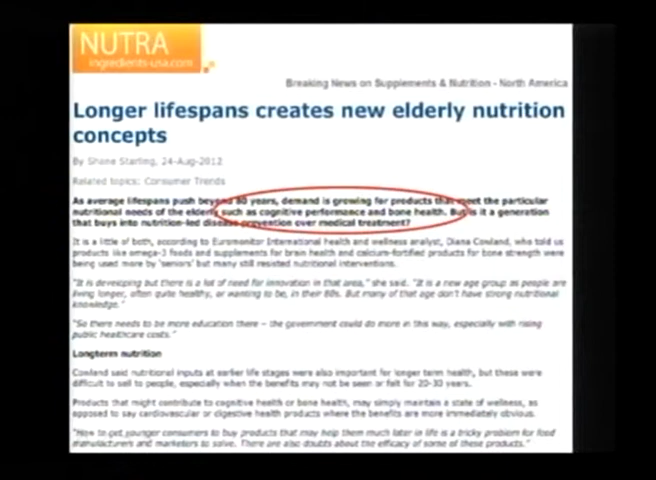 NUTRA
ingredients-usa.com
Breaking News on Supplements & Nutrition - North America
Longer lifespans creates new elderly nutrition
concepts
By Shane Starling, 24-Aug-2012
Related topics: Consumer Trends
As average lifespans push beyond 80 years, demand is growing for products that meet the particular
nutritional needs of the elderly such as cognitive performance and bone health. But is it a generation
that buys into nutrition-led disease prevention over medical treatment?
It is a little of both, according to Euromonitor International health and wellness analyst, Diana Cowland, who told us
products like omega-3 foods and supplements for brain health and calcium-fortified products for bone strength were
being used more by 'seniors' but many still resisted nutritional interventions.
"It is developing but there is a lot of need for innovation in that area," she said. "It is a new age group as people are
living longer, often quite healthy, or wanting to be, in their 80s. But many of that age don't have strong nutritional
knowledge."
"So there needs to be more education there – the government could do more in this way, especially with rising
public healthcare costs."
Longterm nutrition
Cowland said nutritional inputs at earlier life stages were also important for longer term health, but these were
difficult to sell to people, especially when the benefits may not be seen or felt for 20-30 years.
Products that might contribute to cognitive health or bone health, may simply maintain a state of wellness, as
opposed to say cardiovascular or digestive health products where the benefits are more immediately obvious.
"How to get younger consumers to buy products that may help them much later in life is a tricky problem for food
manufacturers and marketers to solve. There are also doubts about the efficacy of some of these products."